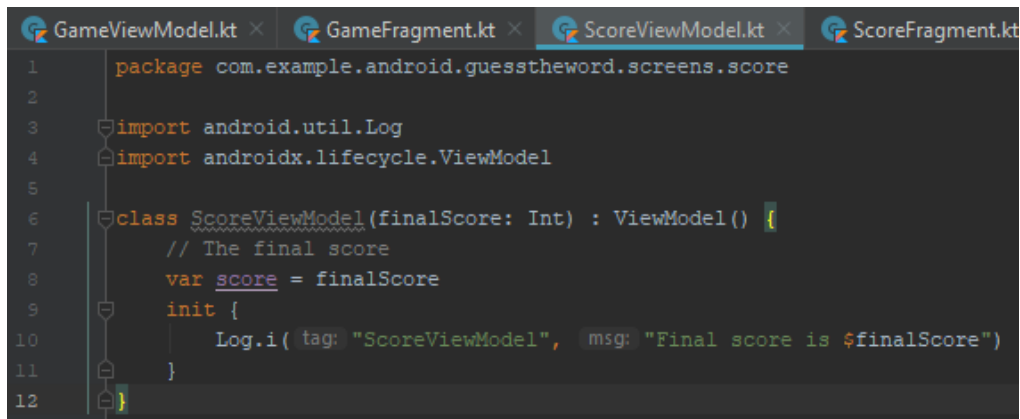 GameViewModel.kt × GameFragment.kt × ScoreViewModel.kt × ScoreFragment.kt
1 package com.example.android.guesstheword.screens.score
2
3 import android.util.Log
4 import androidx.lifecycle.ViewModel
5
6 class ScoreViewModel(finalScore: Int) : ViewModel() {
7 // The final score
8 var score = finalScore
9 init {
10 Log.i( tag: "ScoreViewModel", msg: "Final score is $finalScore")
11 }
12 }